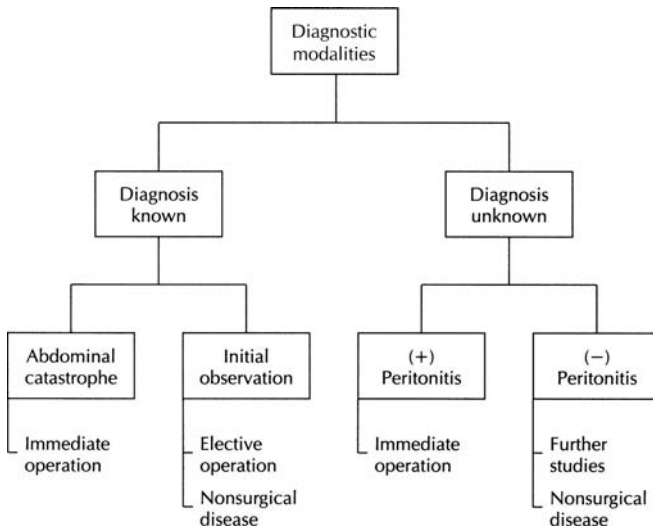 Diagnostic
modalities
Diagnosis
known
Diagnosis
unknown
Abdominal
catastrophe
Initial
observation
(+)
Peritonitis
(−)
Peritonitis
Immediate
operation
Elective
operation
Nonsurgical
disease
Immediate
operation
Further
studies
Nonsurgical
disease